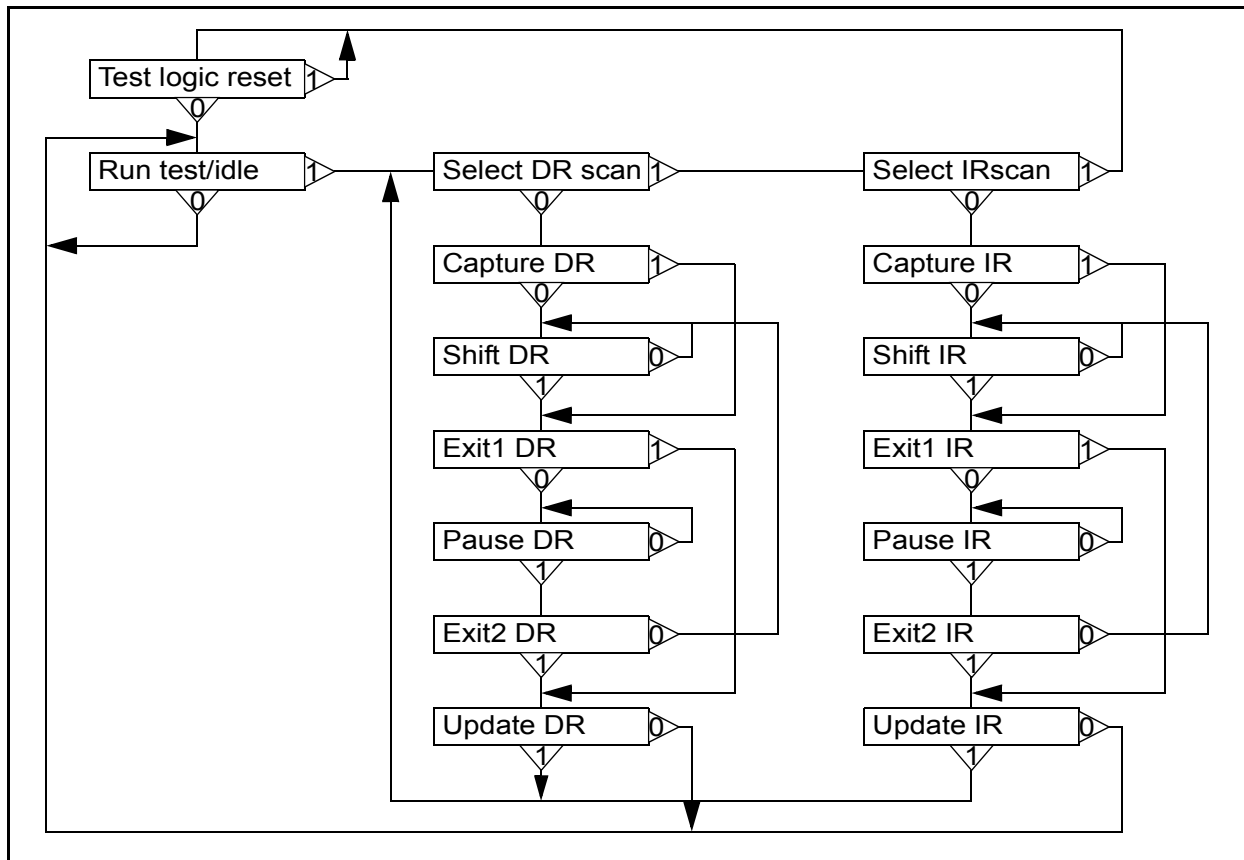 Test logic reset 1
0
Run test/idle 1 Select DR scan 1 Select IRscan 1
0 0 0
Capture DR 1 Capture IR 1
0 0
Shift DR 0 Shift IR 0
1 1
Exit1 DR 1 Exit1 IR 1
0 0
Pause DR 0 Pause IR 0
1 1
Exit2 DR 0 Exit2 IR 0
1 1
Update DR 0 Update IR 0
1 1